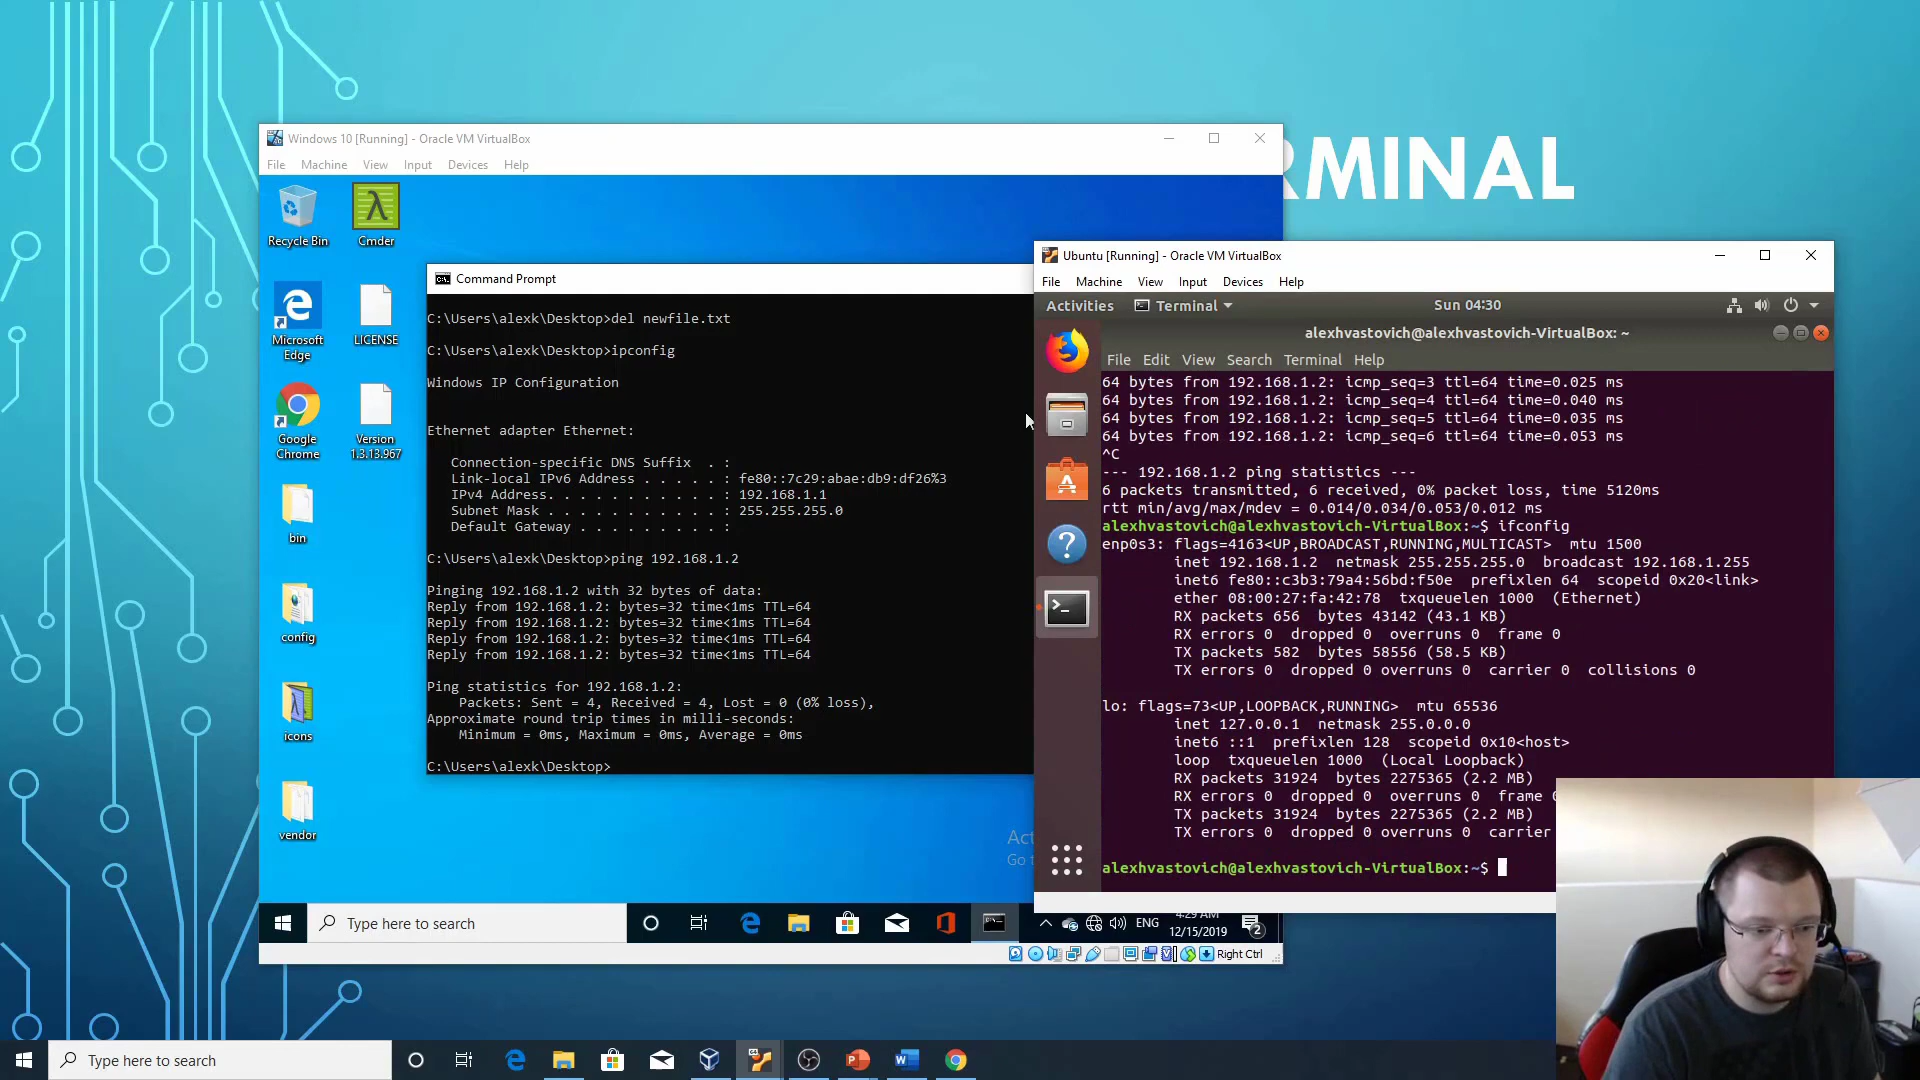 RMINAL
Windows 10 [Running] - Oracle VM VirtualBox
File Machine View Input Devices Help
Recycle Bin
Cmder
Microsoft
Edge
LICENSE
Google
Chrome
Version
1.3.13.967
bin
config
icons
vendor
Command Prompt
C:\Users\alexk\Desktop>del newfile.txt
C:\Users\alexk\Desktop>ipconfig
Windows IP Configuration
Ethernet adapter Ethernet:
Connection-specific DNS Suffix . :
Link-local IPv6 Address . . . . . : fe80::7c29:abae:db9:df26%3
IPv4 Address. . . . . . . . . . . : 192.168.1.1
Subnet Mask . . . . . . . . . . . : 255.255.255.0
Default Gateway . . . . . . . . . :
C:\Users\alexk\Desktop>ping 192.168.1.2
Pinging 192.168.1.2 with 32 bytes of data:
Reply from 192.168.1.2: bytes=32 time<1ms TTL=64
Reply from 192.168.1.2: bytes=32 time<1ms TTL=64
Reply from 192.168.1.2: bytes=32 time<1ms TTL=64
Reply from 192.168.1.2: bytes=32 time<1ms TTL=64
Ping statistics for 192.168.1.2:
Packets: Sent = 4, Received = 4, Lost = 0 (0% loss),
Approximate round trip times in milli-seconds:
Minimum = 0ms, Maximum = 0ms, Average = 0ms
C:\Users\alexk\Desktop>
Act
Go t
Type here to search
ENG
4:29 AM
12/15/2019
2
Right Ctrl
Ubuntu [Running] - Oracle VM VirtualBox
File Machine View Input Devices Help
Activities Terminal Sun 04:30
alexhvastovich@alexhvastovich-VirtualBox: ~
File Edit View Search Terminal Help
64 bytes from 192.168.1.2: icmp_seq=3 ttl=64 time=0.025 ms
64 bytes from 192.168.1.2: icmp_seq=4 ttl=64 time=0.040 ms
64 bytes from 192.168.1.2: icmp_seq=5 ttl=64 time=0.035 ms
64 bytes from 192.168.1.2: icmp_seq=6 ttl=64 time=0.053 ms
^C
--- 192.168.1.2 ping statistics ---
6 packets transmitted, 6 received, 0% packet loss, time 5120ms
rtt min/avg/max/mdev = 0.014/0.034/0.053/0.012 ms
alexhvastovich@alexhvastovich-VirtualBox:~$ ifconfig
enp0s3: flags=4163<UP,BROADCAST,RUNNING,MULTICAST> mtu 1500
inet 192.168.1.2 netmask 255.255.255.0 broadcast 192.168.1.255
inet6 fe80::c3b3:79a4:56bd:f50e prefixlen 64 scopeid 0x20<link>
ether 08:00:27:fa:42:78 txqueuelen 1000 (Ethernet)
RX packets 656 bytes 43142 (43.1 KB)
RX errors 0 dropped 0 overruns 0 frame 0
TX packets 582 bytes 58556 (58.5 KB)
TX errors 0 dropped 0 overruns 0 carrier 0 collisions 0
lo: flags=73<UP,LOOPBACK,RUNNING> mtu 65536
inet 127.0.0.1 netmask 255.0.0.0
inet6 ::1 prefixlen 128 scopeid 0x10<host>
loop txqueuelen 1000 (Local Loopback)
RX packets 31924 bytes 2275365 (2.2 MB)
RX errors 0 dropped 0 overruns 0 frame 0
TX packets 31924 bytes 2275365 (2.2 MB)
TX errors 0 dropped 0 overruns 0 carrier
alexhvastovich@alexhvastovich-VirtualBox:~$
Type here to search